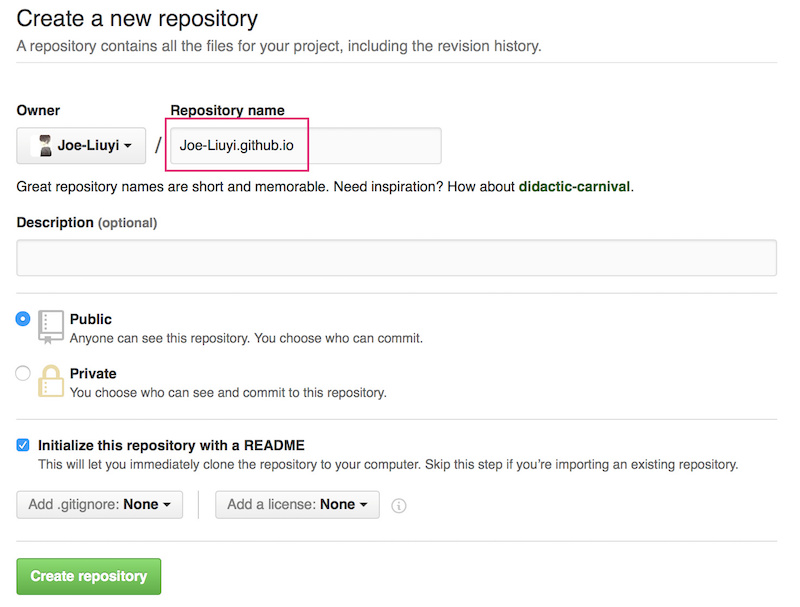 Create a new repository
A repository contains all the files for your project, including the revision history.
Owner
Repository name
Joe-Liuyi
/
Joe-Liuyi.github.io
Great repository names are short and memorable. Need inspiration? How about didactic-carnival.
Description (optional)
Public
Anyone can see this repository. You choose who can commit.
Private
You choose who can see and commit to this repository.
Initialize this repository with a README
This will let you immediately clone the repository to your computer. Skip this step if you’re importing an existing repository.
Add .gitignore: None
Add a license: None
Create repository